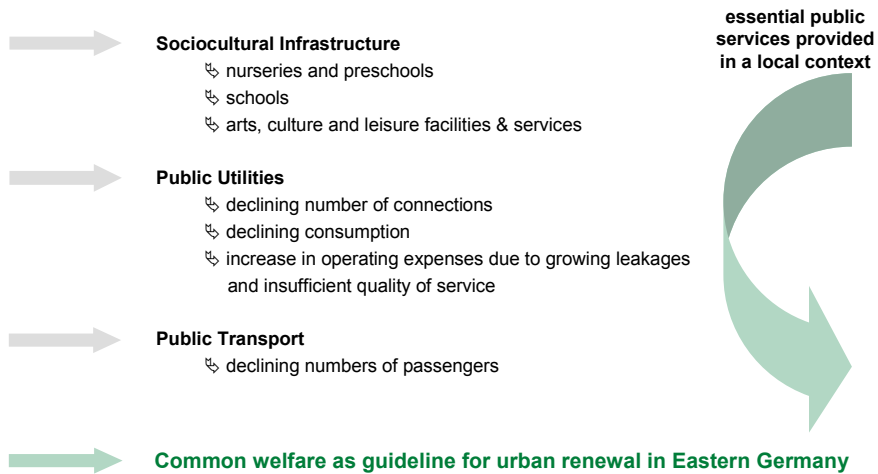 essential public
services provided
in a local context
Sociocultural Infrastructure
↳ nurseries and preschools
↳ schools
↳ arts, culture and leisure facilities & services
Public Utilities
↳ declining number of connections
↳ declining consumption
↳ increase in operating expenses due to growing leakages
and insufficient quality of service
Public Transport
↳ declining numbers of passengers
Common welfare as guideline for urban renewal in Eastern Germany